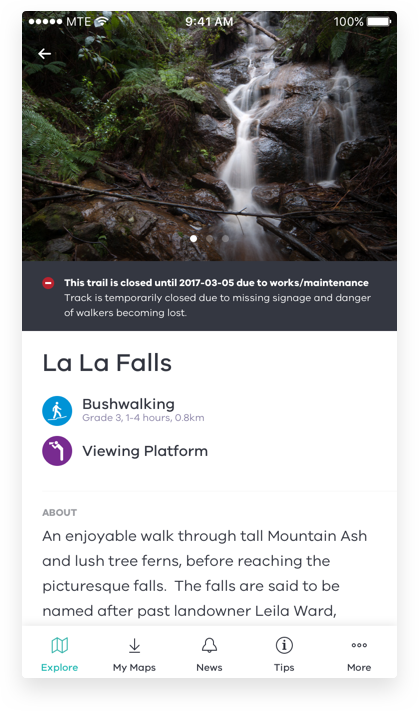 MTE 9:41 AM 100%
This trail is closed until 2017-03-05 due to works/maintenance
Track is temporarily closed due to missing signage and danger
of walkers becoming lost.
La La Falls
Bushwalking
Grade 3, 1-4 hours, 0.8km
Viewing Platform
ABOUT
An enjoyable walk through tall Mountain Ash
and lush tree ferns, before reaching the
picturesque falls. The falls are said to be
named after past landowner Leila Ward,
Explore My Maps News Tips More